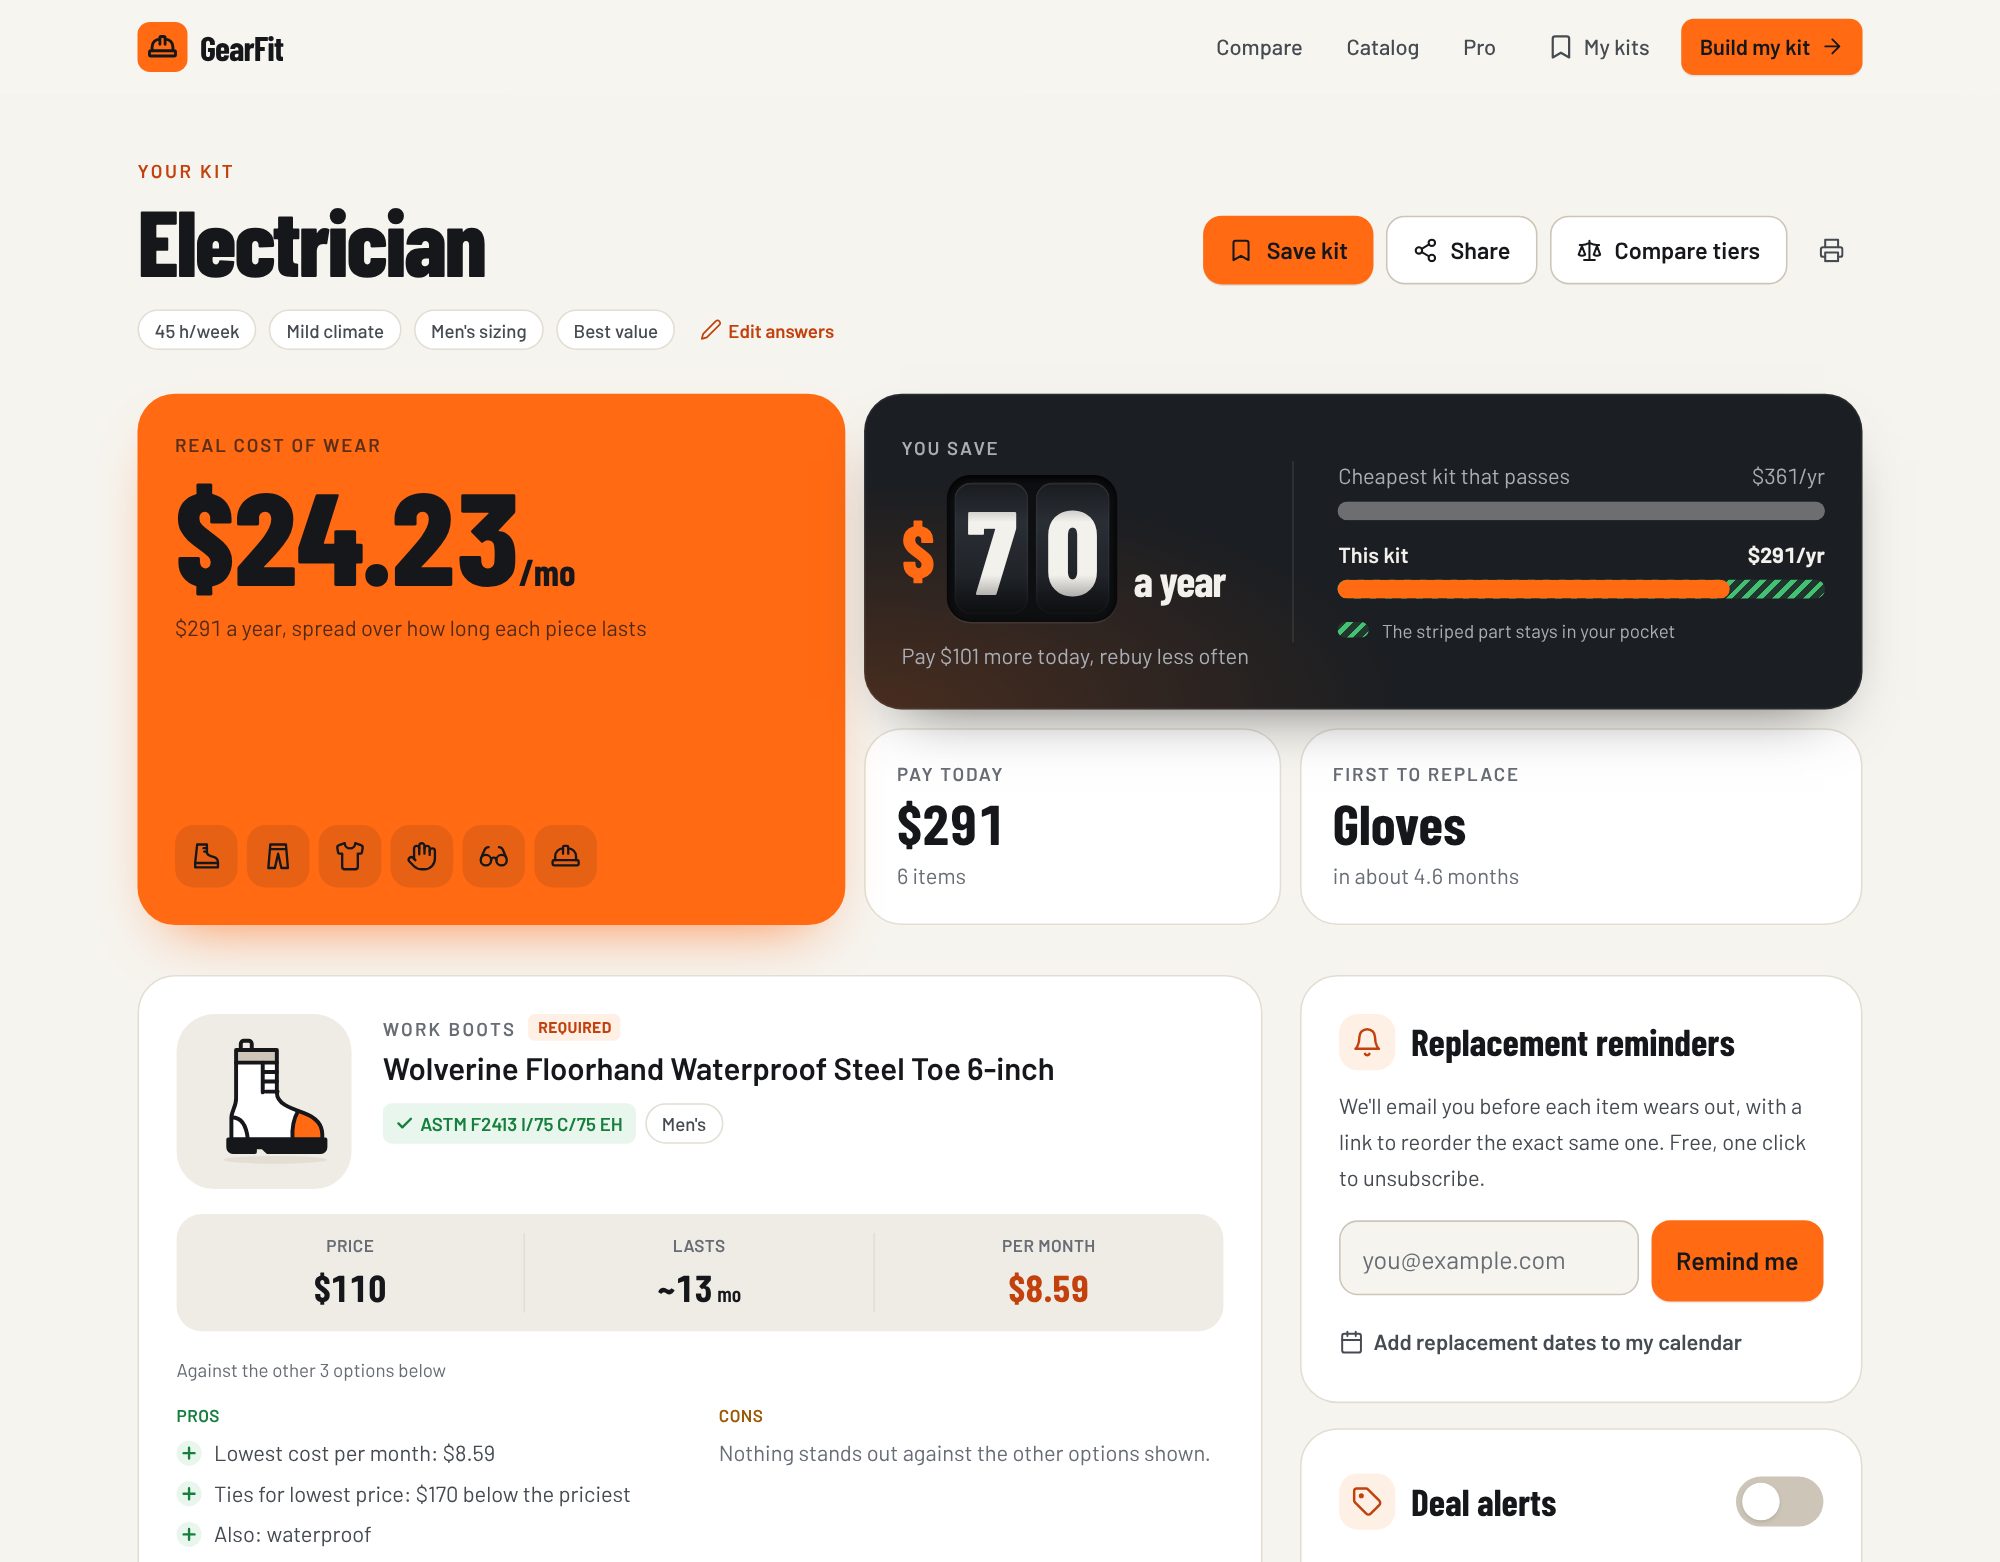 GearFit
Compare
Catalog
Pro
My kits
Build my kit
YOUR KIT
Electrician
Save kit
Share
Compare tiers
45 h/week
Mild climate
Men's sizing
Best value
Edit answers
REAL COST OF WEAR
$24.23/mo
$291 a year, spread over how long each piece lasts
YOU SAVE
$70 a year
Pay $101 more today, rebuy less often
Cheapest kit that passes $361/yr
This kit $291/yr
The striped part stays in your pocket
PAY TODAY
$291
6 items
FIRST TO REPLACE
Gloves
in about 4.6 months
WORK BOOTS REQUIRED
Wolverine Floorhand Waterproof Steel Toe 6-inch
ASTM F2413 I/75 C/75 EH
Men's
PRICE
$110
LASTS
~13 mo
PER MONTH
$8.59
Against the other 3 options below
PROS
Lowest cost per month: $8.59
Ties for lowest price: $170 below the priciest
Also: waterproof
CONS
Nothing stands out against the other options shown.
Replacement reminders
We'll email you before each item wears out, with a
link to reorder the exact same one. Free, one click
to unsubscribe.
you@example.com
Remind me
Add replacement dates to my calendar
Deal alerts